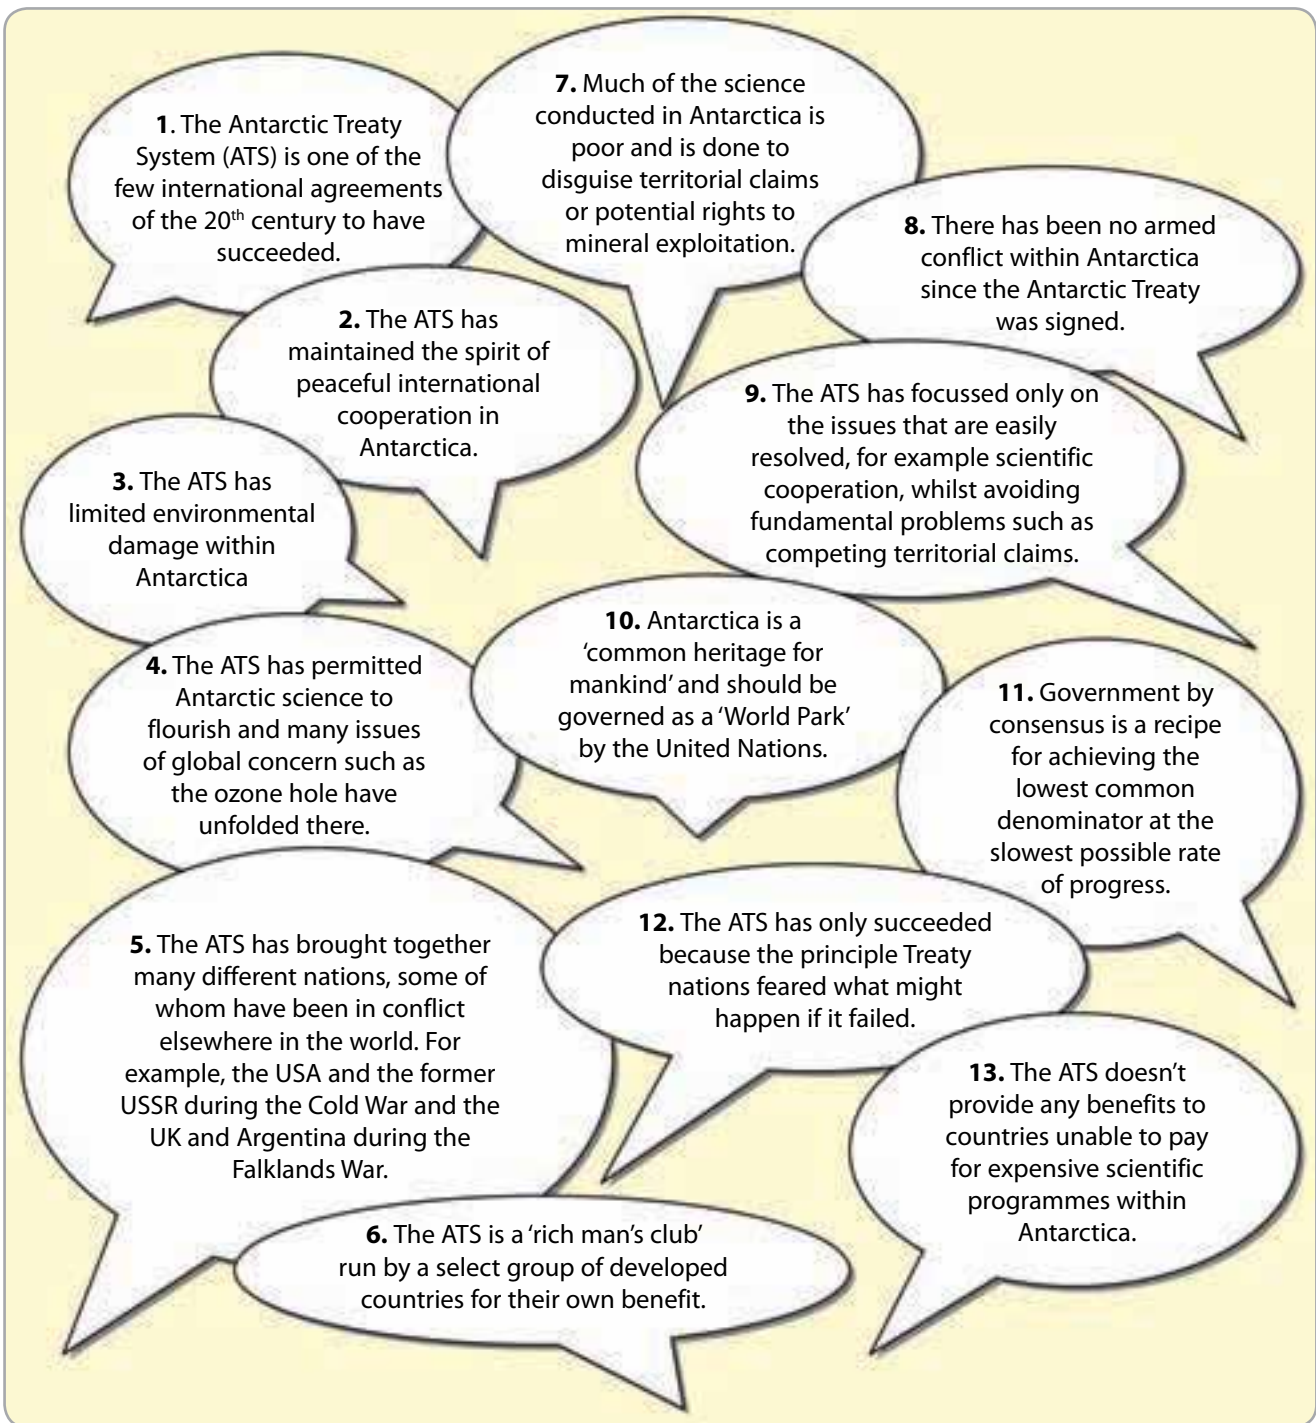 1. The Antarctic Treaty
System (ATS) is one of the
few international agreements
of the 20th century to have
succeeded.
2. The ATS has
maintained the spirit of
peaceful international
cooperation in
Antarctica.
3. The ATS has
limited environmental
damage within
Antarctica
4. The ATS has permitted
Antarctic science to
flourish and many issues
of global concern such as
the ozone hole have
unfolded there.
5. The ATS has brought together
many different nations, some of
whom have been in conflict
elsewhere in the world. For
example, the USA and the former
USSR during the Cold War and the
UK and Argentina during the
Falklands War.
6. The ATS is a ‘rich man’s club’
run by a select group of developed
countries for their own benefit.
7. Much of the science
conducted in Antarctica is
poor and is done to
disguise territorial claims
or potential rights to
mineral exploitation.
8. There has been no armed
conflict within Antarctica
since the Antarctic Treaty
was signed.
9. The ATS has focussed only on
the issues that are easily
resolved, for example scientific
cooperation, whilst avoiding
fundamental problems such as
competing territorial claims.
10. Antarctica is a
‘common heritage for
mankind’ and should be
governed as a ‘World Park’
by the United Nations.
11. Government by
consensus is a recipe
for achieving the
lowest common
denominator at the
slowest possible rate
of progress.
12. The ATS has only succeeded
because the principle Treaty
nations feared what might
happen if it failed.
13. The ATS doesn’t
provide any benefits to
countries unable to pay
for expensive scientific
programmes within
Antarctica.